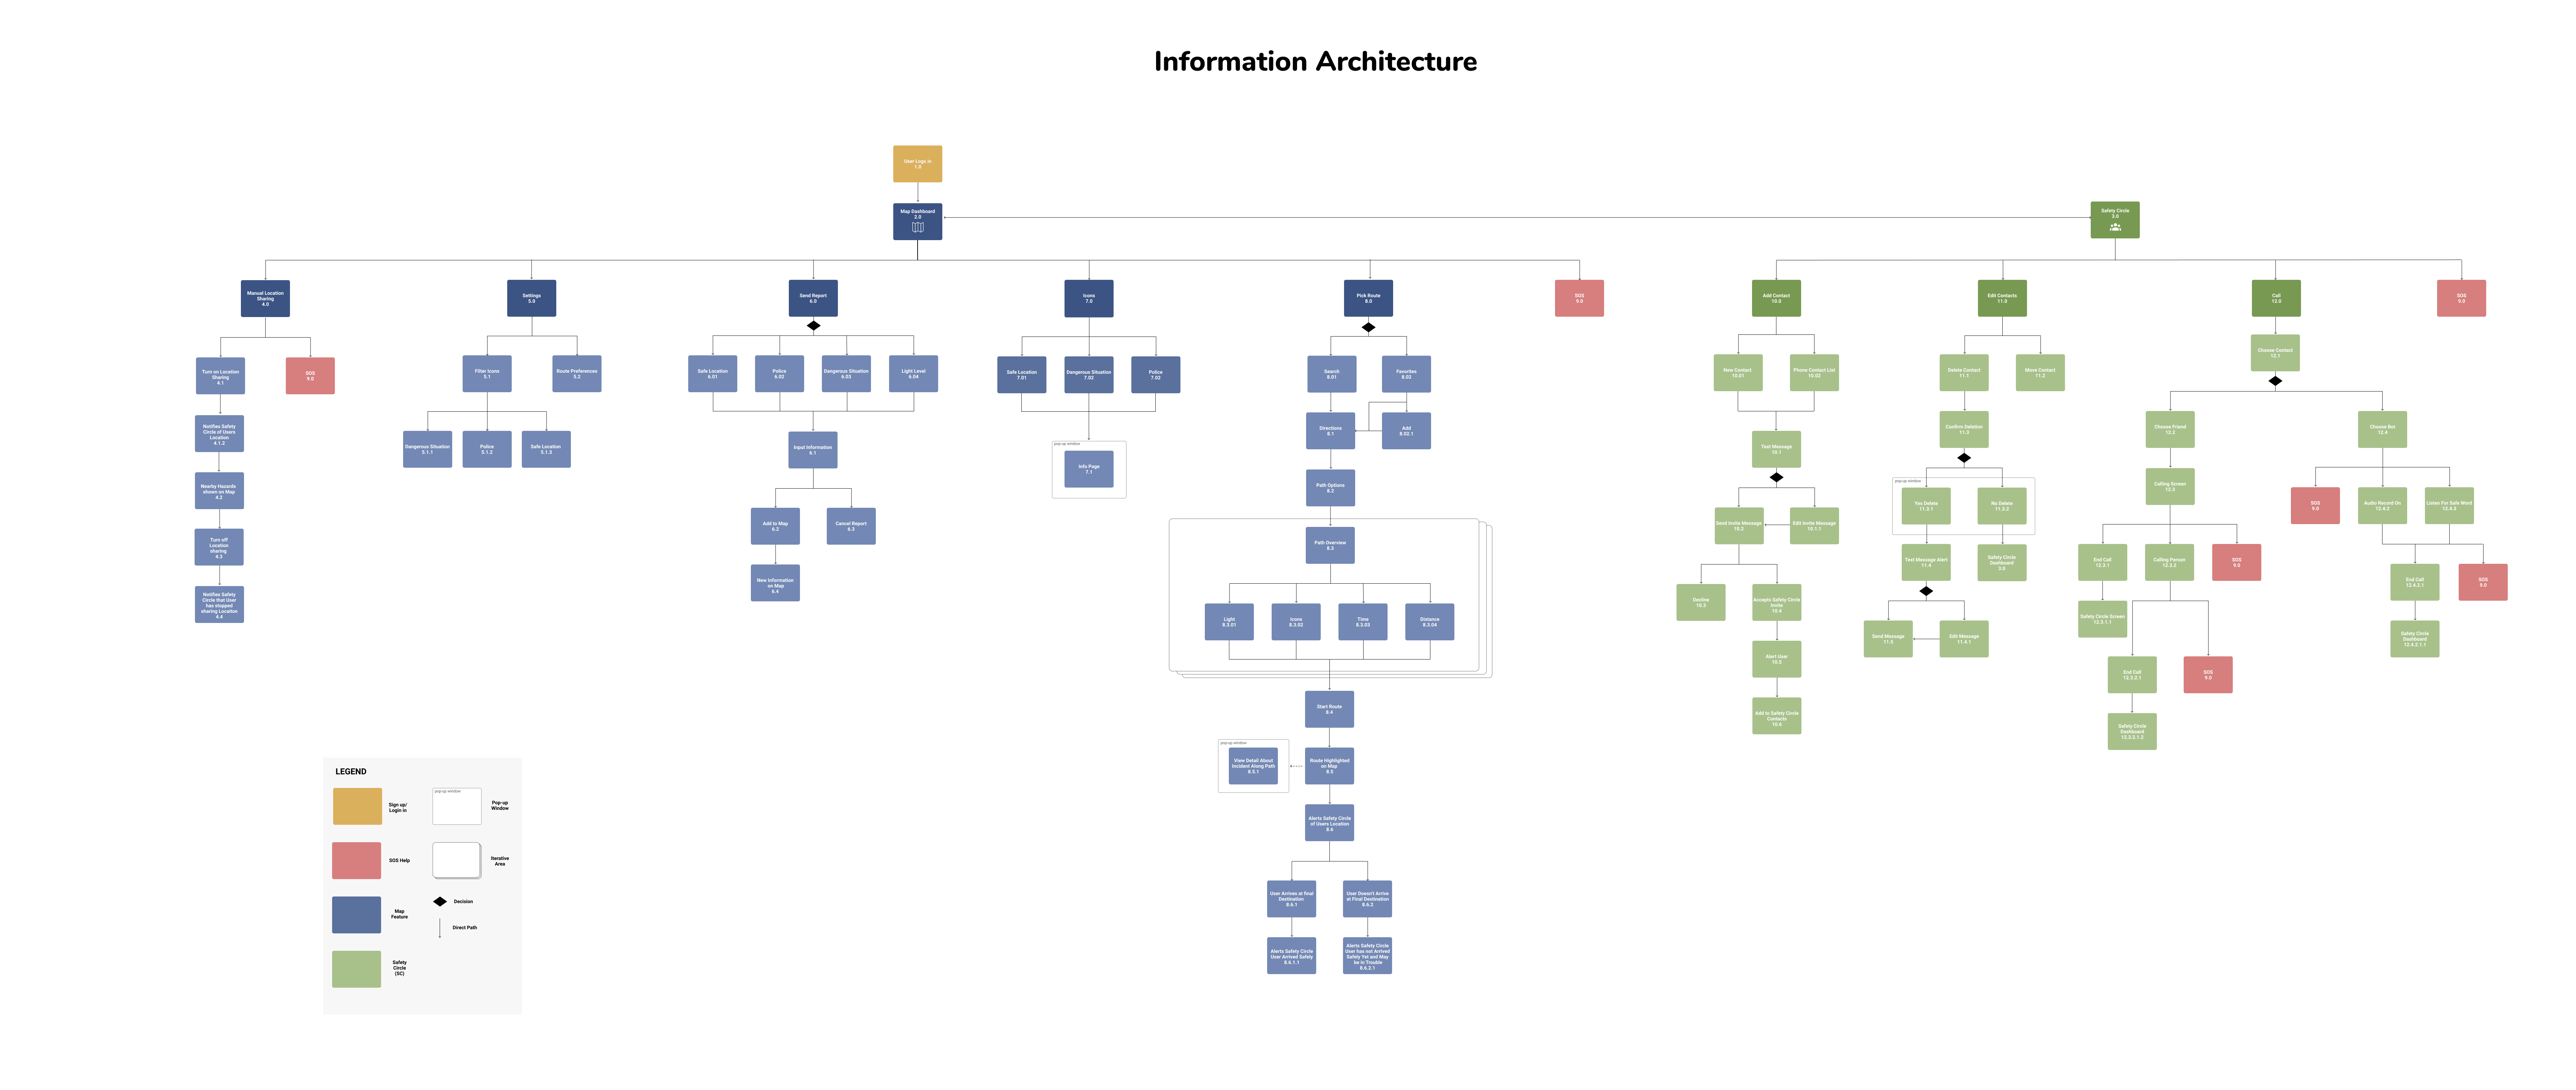 Information Architecture
User Logs in
1.0
Map Dashboard
2.0
Safety Circle
3.0
Manual Location
Sharing
4.0
Settings
5.0
Send Report
6.0
Icons
7.0
Pick Route
8.0
SOS
9.0
Add Contact
10.0
Edit Contacts
11.0
Call
12.0
SOS
9.0
Turn on Location
Sharing
4.1
SOS
9.0
Notifies Safety
Circle of Users
Location
4.1.2
Nearby Hazards
shown on Map
4.2
Turn off
Location
sharing
4.3
Notifies Safety
Circle that User
has stopped
sharing Location
4.4
Filter Icons
5.1
Route Preferences
5.2
Dangerous Situation
5.1.1
Police
5.1.2
Safe Location
5.1.3
Safe Location
6.01
Police
6.02
Dangerous Situation
6.03
Light Level
6.04
Input Information
6.1
Add to Map
6.2
Cancel Report
6.3
New Information
on Map
6.4
Safe Location
7.01
Dangerous Situation
7.02
Police
7.03
pop-up window
Info Page
7.1
Search
8.01
Favorites
8.02
Directions
8.1
Add
8.02.1
Path Options
8.2
Path Overview
8.3
Light
8.3.01
Icons
8.3.02
Time
8.3.03
Distance
8.3.04
Start Route
8.4
pop-up window
View Detail About
Incident Along Path
8.5.1
Route Highlighted
on Map
8.5
Alerts Safety Circle
of Users Location
8.6
User Arrives at final
Destination
8.6.1
User Doesn't Arrive
at Final Destination
8.6.2
Alerts Safety Circle
User Arrived Safely
8.6.1.1
Alerts Safety Circle
User has not Arrived
Safely Yet and May
be in Trouble
8.6.2.1
New Contact
10.01
Phone Contact List
10.02
Text Message
10.1
Send Invite Message
10.2
Edit Invite Message
10.1.1
Decline
10.3
Accepts Safety Circle
Invite
10.4
Alert User
10.5
Add to Safety Circle
Contacts
10.6
Delete Contact
11.1
Move Contact
11.2
Confirm Deletion
11.3
pop-up window
Yes Delete
11.3.1
No Delete
11.3.2
Text Message Alert
11.4
Safety Circle
Dashboard
3.0
Send Message
11.5
Edit Message
11.4.1
Choose Contact
12.1
Choose Friend
12.2
Choose Bot
12.4
Calling Screen
12.3
End Call
12.3.1
Calling Person
12.3.2
SOS
9.0
Safety Circle Screen
12.3.1.1
End Call
12.3.2.1
SOS
9.0
Safety Circle
Dashboard
12.3.2.1.2
SOS
9.0
Audio Record On
12.4.2
Listen For Safe Word
12.4.3
End Call
12.4.2.1
SOS
9.0
Safety Circle
Dashboard
12.4.2.1.1
LEGEND
Sign up/
Login in
pop-up window
Pop-up
Window
SOS Help
Iterative
Area
Map
Feature
Decision
Direct Path
Safety
Circle
(SC)